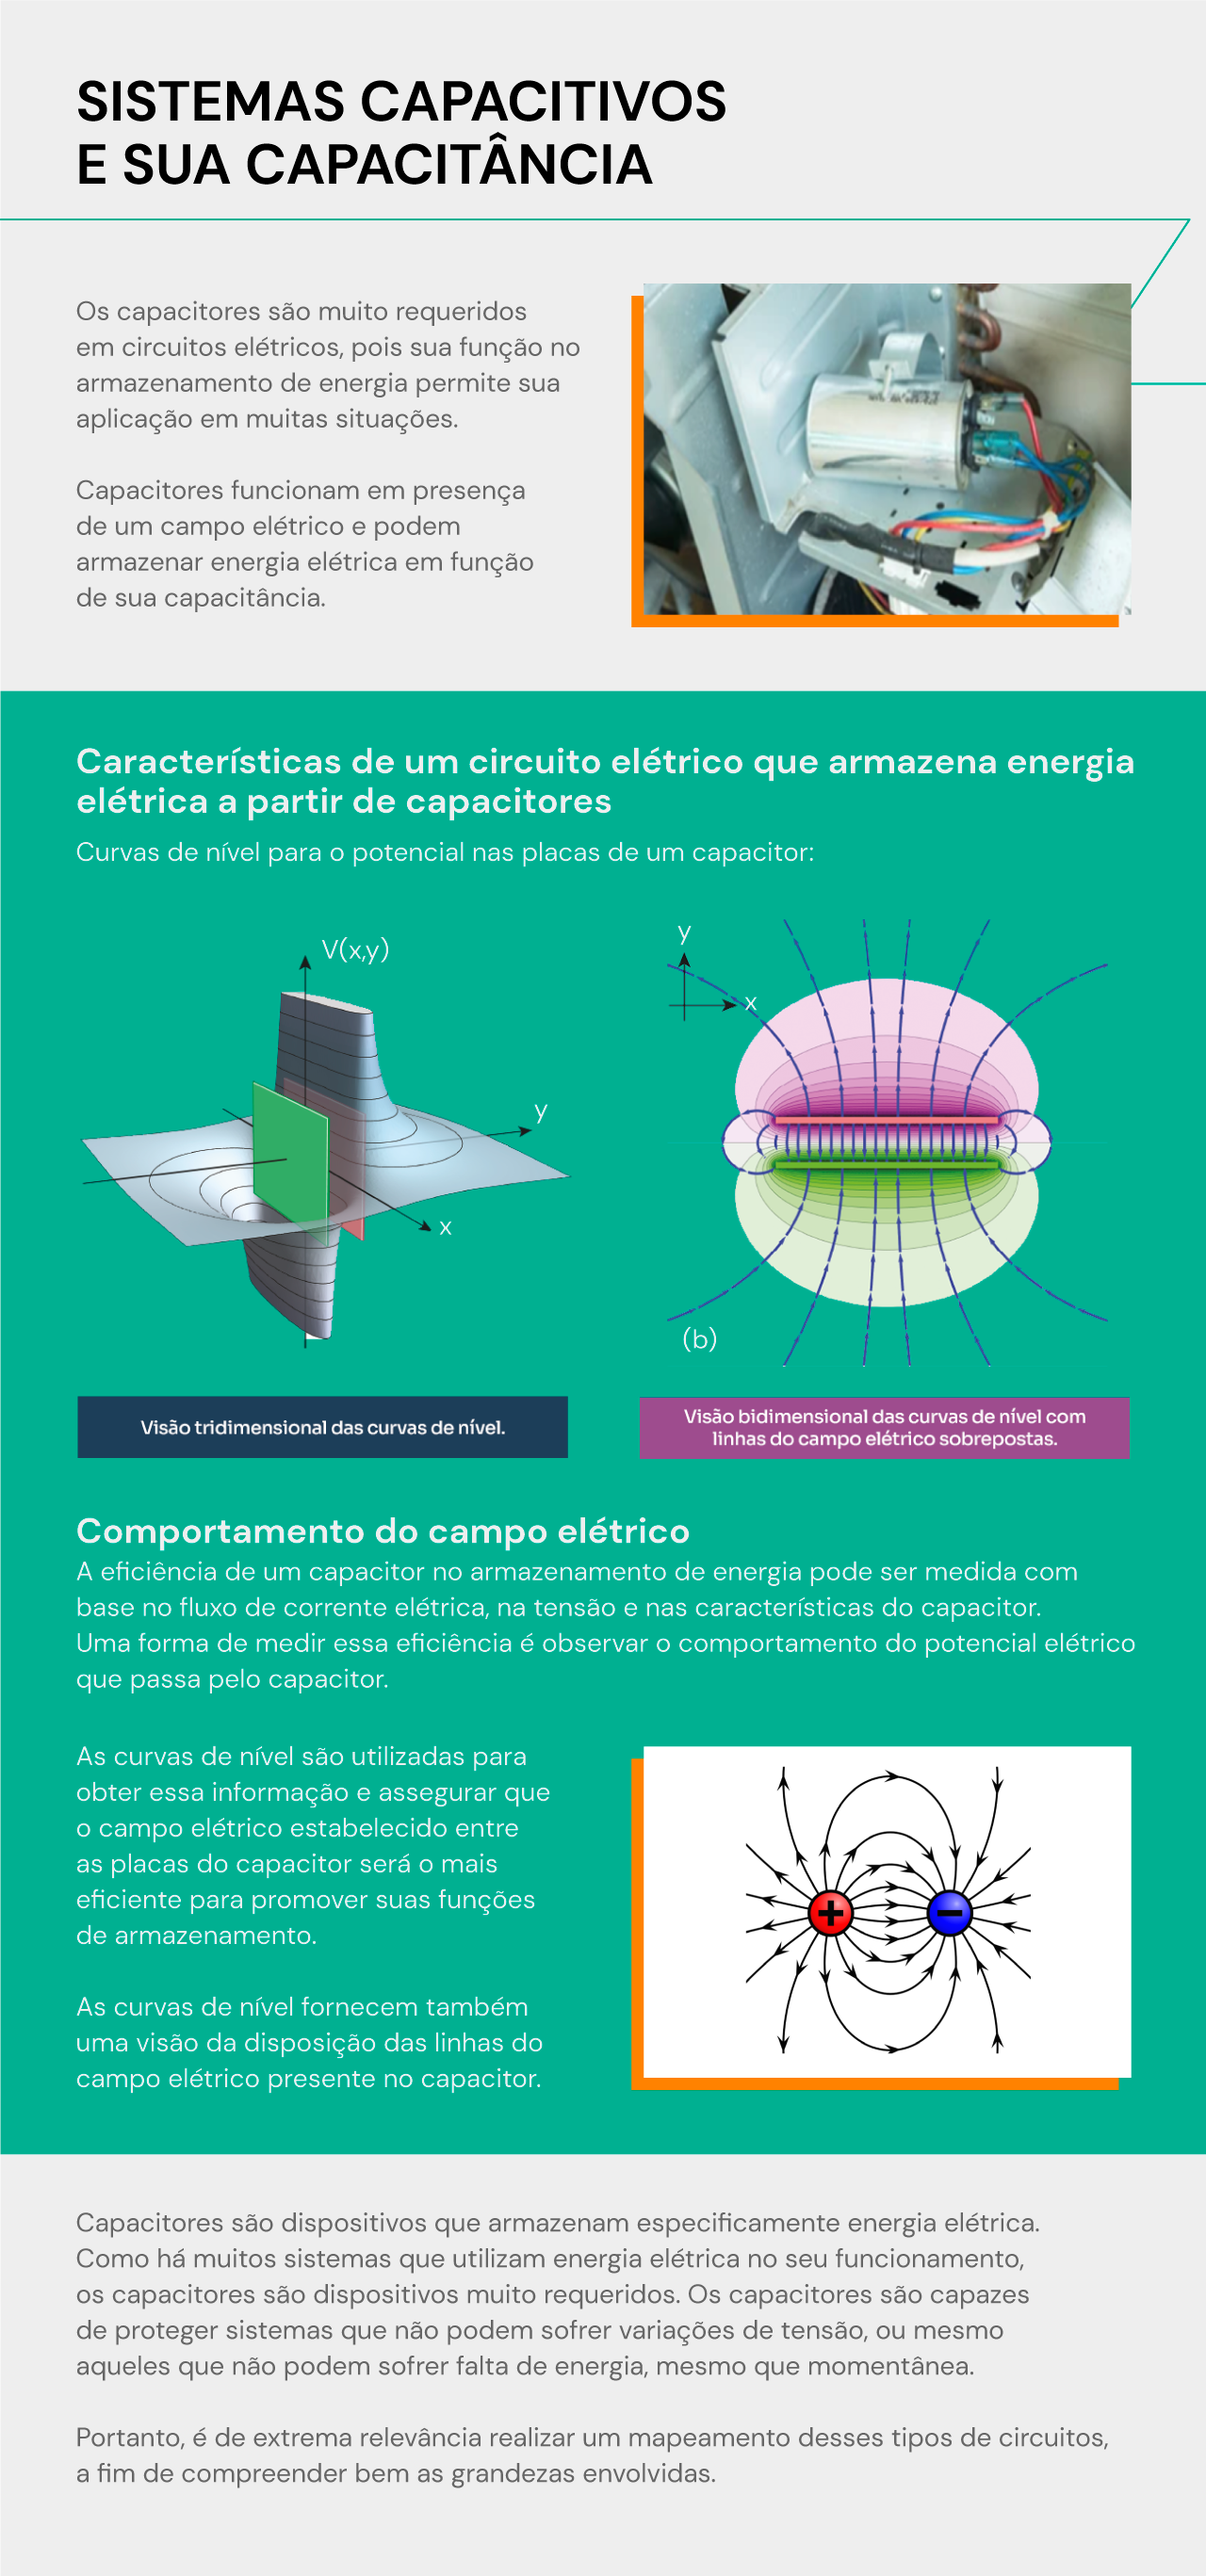 SISTEMAS CAPACITIVOS
E SUA CAPACITÂNCIA
Os capacitores são muito requeridos
em circuitos elétricos, pois sua função no
armazenamento de energia permite sua
aplicação em muitas situações.
Capacitores funcionam em presença
de um campo elétrico e podem
armazenar energia elétrica em função
de sua capacitância.
Características de um circuito elétrico que armazena energia
elétrica a partir de capacitores
Curvas de nível para o potencial nas placas de um capacitor:
V(x,y)
y
x
y
x
(b)
Visão tridimensional das curvas de nível.
Visão bidimensional das curvas de nível com
linhas do campo elétrico sobrepostas.
Comportamento do campo elétrico
A eficiência de um capacitor no armazenamento de energia pode ser medida com
base no fluxo de corrente elétrica, na tensão e nas características do capacitor.
Uma forma de medir essa eficiência é observar o comportamento do potencial elétrico
que passa pelo capacitor.
As curvas de nível são utilizadas para
obter essa informação e assegurar que
o campo elétrico estabelecido entre
as placas do capacitor será o mais
eficiente para promover suas funções
de armazenamento.
As curvas de nível fornecem também
uma visão da disposição das linhas do
campo elétrico presente no capacitor.
+
−
Capacitores são dispositivos que armazenam especificamente energia elétrica.
Como há muitos sistemas que utilizam energia elétrica no seu funcionamento,
os capacitores são dispositivos muito requeridos. Os capacitores são capazes
de proteger sistemas que não podem sofrer variações de tensão, ou mesmo
aqueles que não podem sofrer falta de energia, mesmo que momentânea.
Portanto, é de extrema relevância realizar um mapeamento desses tipos de circuitos,
a fim de compreender bem as grandezas envolvidas.